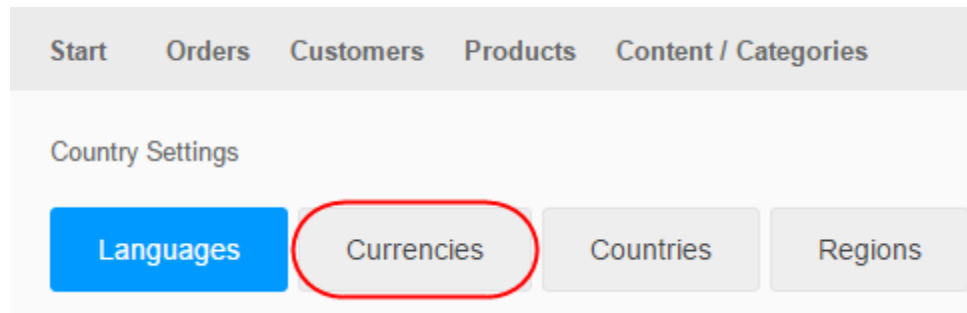 Start Orders Customers Products Content / Categories
Country Settings
Languages Currencies Countries Regions